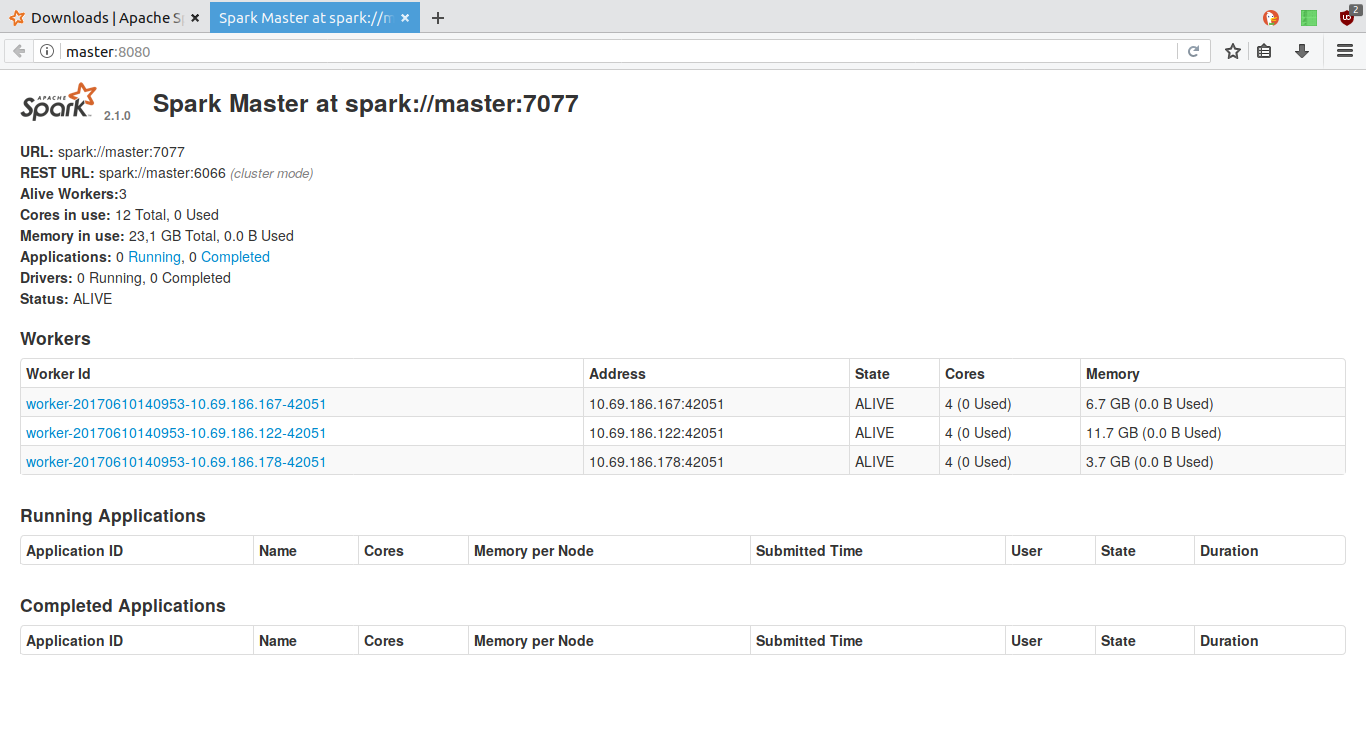 Downloads | Apache S
Spark Master at spark://m
2
master:8080
APACHE Spark 2.1.0 Spark Master at spark://master:7077
URL: spark://master:7077
REST URL: spark://master:6066 (cluster mode)
Alive Workers:3
Cores in use: 12 Total, 0 Used
Memory in use: 23,1 GB Total, 0.0 B Used
Applications: 0 Running, 0 Completed
Drivers: 0 Running, 0 Completed
Status: ALIVE
Workers
Worker Id Address State Cores Memory
worker-20170610140953-10.69.186.167-42051 10.69.186.167:42051 ALIVE 4 (0 Used) 6.7 GB (0.0 B Used)
worker-20170610140953-10.69.186.122-42051 10.69.186.122:42051 ALIVE 4 (0 Used) 11.7 GB (0.0 B Used)
worker-20170610140953-10.69.186.178-42051 10.69.186.178:42051 ALIVE 4 (0 Used) 3.7 GB (0.0 B Used)
Running Applications
Application ID Name Cores Memory per Node Submitted Time User State Duration
Completed Applications
Application ID Name Cores Memory per Node Submitted Time User State Duration